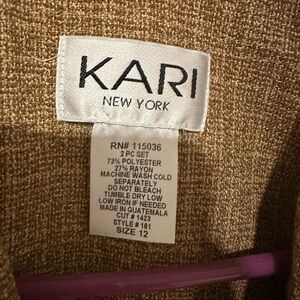 KARI
NEW YORK
RN# 115036
2 PC SET
73% POLYESTER
27% RAYON
MACHINE WASH COLD
SEPARATELY
DO NOT BLEACH
TUMBLE DRY LOW
LOW IRON IF NEEDED
MADE IN GUATEMALA
CUT # 1423
STYLE # 161
SIZE 12